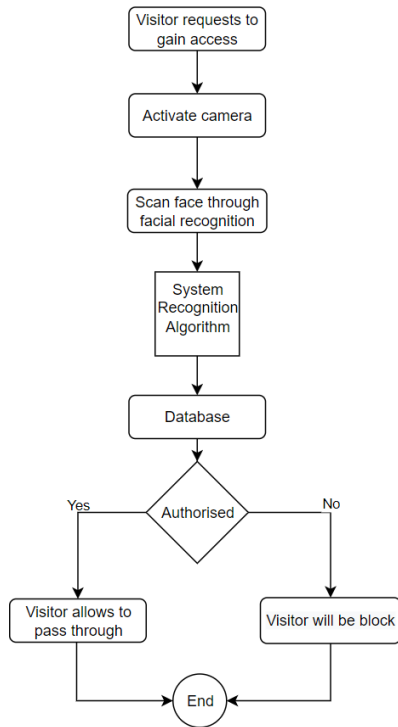 Visitor requests to
gain access
Activate camera
Scan face through
facial recognition
System
Recognition
Algorithm
Database
Authorised
Yes
No
Visitor allows to
pass through
Visitor will be block
End